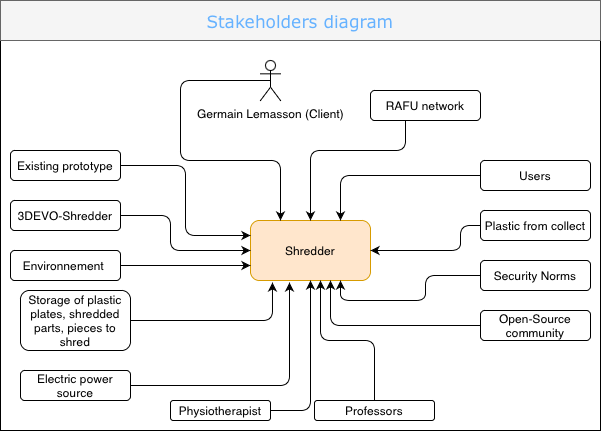 Stakeholders diagram
Germain Lemasson (Client)
RAFU network
Existing prototype
Users
3DEVO-Shredder
Plastic from collect
Shredder
Environnement
Security Norms
Storage of plastic
plates, shredded
parts, pieces to
shred
Open-Source
community
Electric power
source
Physiotherapist
Professors